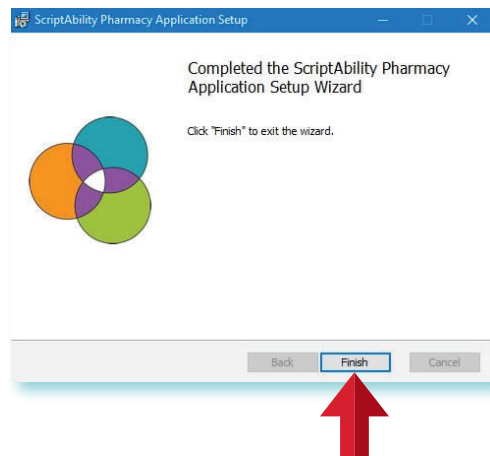 ScriptAbility Pharmacy Application Setup
Completed the ScriptAbility Pharmacy
Application Setup Wizard
Click "Finish" to exit the wizard.
Back Finish Cancel